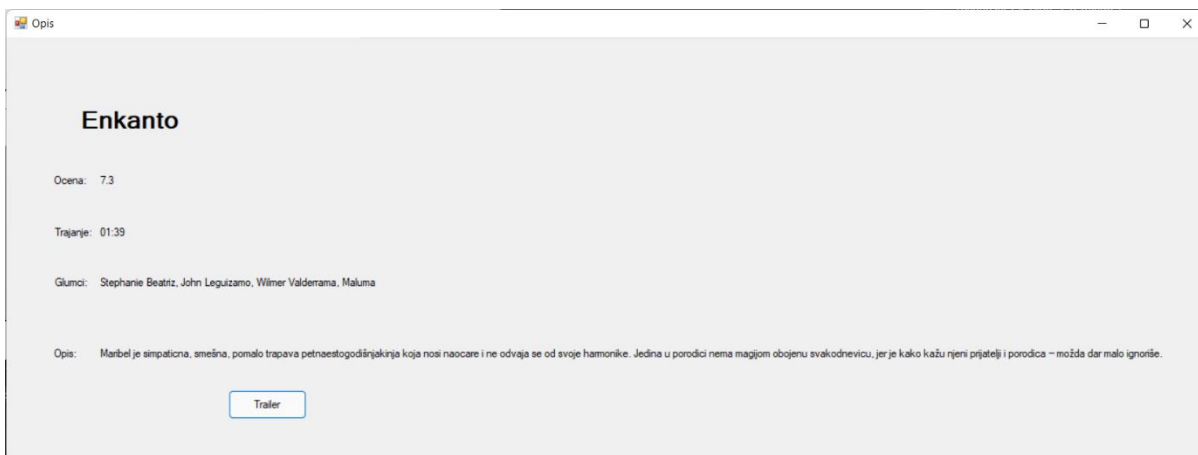 Opis
Enkanto
Ocena: 7.3
Trajanje: 01:39
Glumci: Stephanie Beatriz, John Leguizamo, Wilmer Valderrama, Maluma
Opis: Maribel je simpaticna, smešna, pomalo trapava petnaestogodišnjakinja koja nosi naocare i ne odvaja se od svoje harmonike. Jedina u porodici nema magijom obojenu svakodnevicu, jer je kako kažu njeni prijatelji i porodica – možda dar malo ignoriše.
Trailer